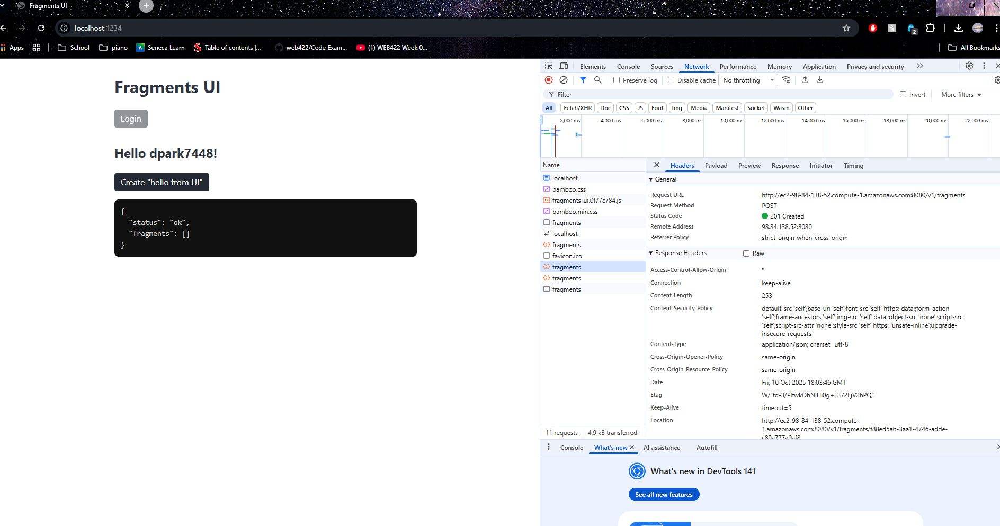 Fragments UI
localhost:1234
2
Apps
School
piano
Seneca Learn
Table of contents |...
web422/Code Exam...
(1) WEB422 Week 0...
All Bookmarks
Fragments UI
Login
Hello dpark7448!
Create "hello from UI"
{
"status": "ok",
"fragments": []
}
Elements Console Sources Network Performance Memory Application Privacy and security
Preserve log Disable cache No throttling
Filter Invert More filters
All Fetch/XHR Doc CSS JS Font Img Media Manifest Socket Wasm Other
2,000 ms 4,000 ms 6,000 ms 8,000 ms 10,000 ms 12,000 ms 14,000 ms 16,000 ms 18,000 ms 20,000 ms 22,000 ms
Name
localhost
bamboo.css
fragments-ui.0f77c784.js
bamboo.min.css
fragments
localhost
fragments
favicon.ico
fragments
fragments
fragments
11 requests 4.9 kB transferred
Headers Payload Preview Response Initiator Timing
General
Request URL http://ec2-98-84-138-52.compute-1.amazonaws.com:8080/v1/fragments
Request Method POST
Status Code 201 Created
Remote Address 98.84.138.52:8080
Referrer Policy strict-origin-when-cross-origin
Response Headers Raw
Access-Control-Allow-Origin *
Connection keep-alive
Content-Length 253
Content-Security-Policy default-src 'self';base-uri 'self';font-src 'self' https: data:;form-action
'self';frame-ancestors 'self';img-src 'self' data:;object-src 'none';script-src
'self';script-src-attr 'none';style-src 'self' https: 'unsafe-inline';upgrade-
insecure-requests
Content-Type application/json; charset=utf-8
Cross-Origin-Opener-Policy same-origin
Cross-Origin-Resource-Policy same-origin
Date Fri, 10 Oct 2025 18:03:46 GMT
Etag W/"fd-3/PlfwkOhNlHi0g+F372FjV2hPQ"
Keep-Alive timeout=5
Location http://ec2-98-84-138-52.compute-
1.amazonaws.com:8080/v1/fragments/f88ed5ab-3aa1-4746-adde-
c80a777a0af8
Console What's new AI assistance Autofill
What's new in DevTools 141
See all new features